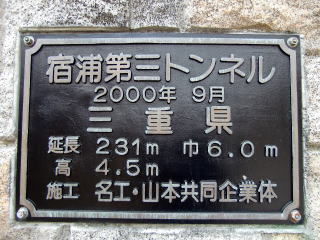 宿浦第三トンネル
2000年 9月
三重県
延長 231m 巾6.0m
高 4.5m
施工 名工・山本共同企業体